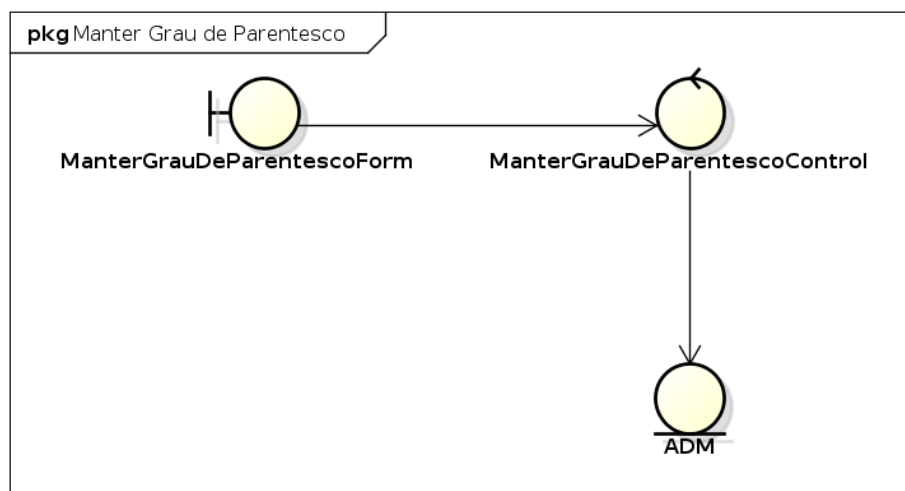 pkg Manter Grau de Parentesco
ManterGrauDeParentescoForm
ManterGrauDeParentescoControl
ADM